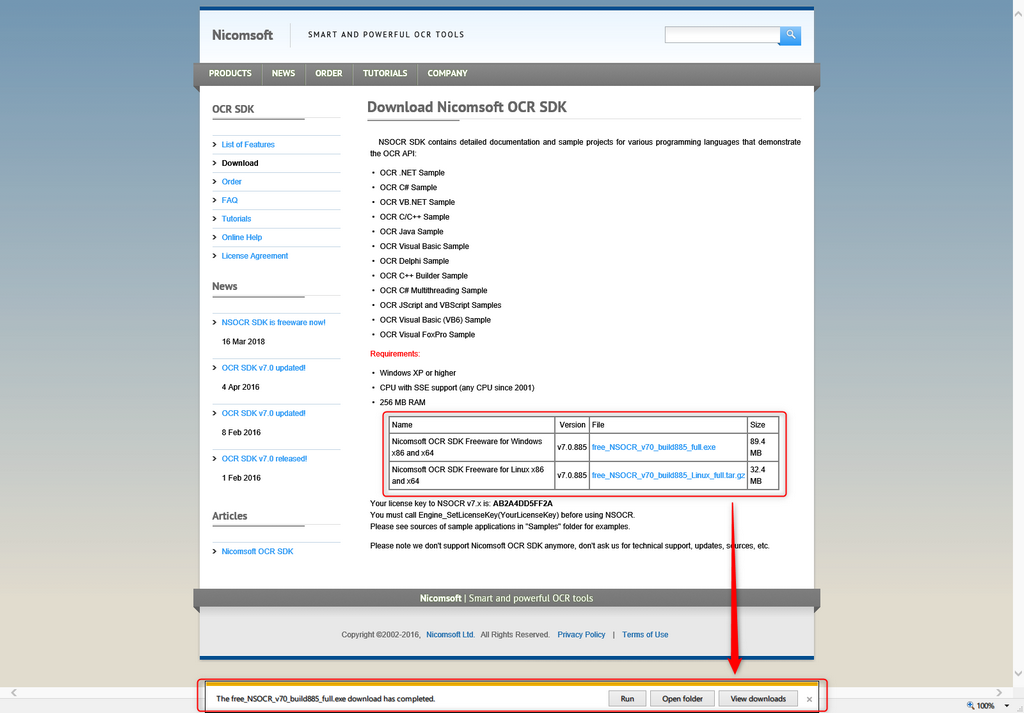 Nicomsoft
SMART AND POWERFUL OCR TOOLS
PRODUCTS NEWS ORDER TUTORIALS COMPANY
OCR SDK
List of Features
Download
Order
FAQ
Tutorials
Online Help
License Agreement
News
NSOCR SDK is freeware now!
16 Mar 2018
OCR SDK v7.0 updated!
4 Apr 2016
OCR SDK v7.0 updated!
8 Feb 2016
OCR SDK v7.0 released!
1 Feb 2016
Articles
Nicomsoft OCR SDK
Download Nicomsoft OCR SDK
NSOCR SDK contains detailed documentation and sample projects for various programming languages that demonstrate
the OCR API:
• OCR .NET Sample
• OCR C# Sample
• OCR VB.NET Sample
• OCR C/C++ Sample
• OCR Java Sample
• OCR Visual Basic Sample
• OCR Delphi Sample
• OCR C++ Builder Sample
• OCR C# Multithreading Sample
• OCR JScript and VBScript Samples
• OCR Visual Basic (VB6) Sample
• OCR Visual FoxPro Sample
Requirements:
• Windows XP or higher
• CPU with SSE support (any CPU since 2001)
• 256 MB RAM
Name Version File Size
Nicomsoft OCR SDK Freeware for Windows
x86 and x64
v7.0.885 free_NSOCR_v70_build885_full.exe
89.4
MB
Nicomsoft OCR SDK Freeware for Linux x86
and x64
v7.0.885 free_NSOCR_v70_build885_Linux_full.tar.gz
32.4
MB
Your license key to NSOCR v7.x is: AB2A4DD5FF2A
You must call Engine_SetLicenseKey(YourLicenseKey) before using NSOCR.
Please see sources of sample applications in "Samples" folder for examples.
Please note we don't support Nicomsoft OCR SDK anymore, don't ask us for technical support, updates, sources, etc.
Nicomsoft | Smart and powerful OCR tools
Copyright ©2002-2016, Nicomsoft Ltd. All Rights Reserved. Privacy Policy | Terms of Use
The free_NSOCR_v70_build885_full.exe download has completed. Run Open folder View downloads ×
100%